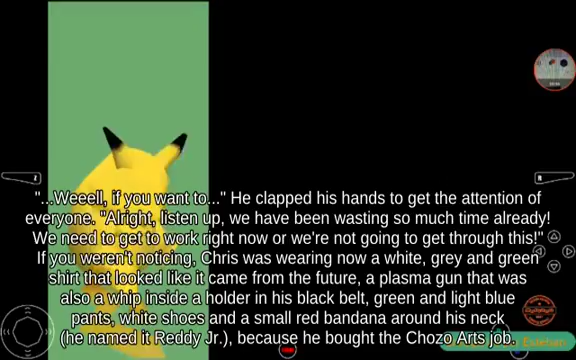 "...Weeell, if you want to..." He clapped his hands to get the attention of
everyone. "Alright, listen up, we have been wasting so much time already!
We need to get to work right now or we're not going to get through this!"
If you weren't noticing, Chris was wearing now a white, grey and green
shirt that looked like it came from the future, a plasma gun that was
also a whip inside a holder in his black belt, green and light blue
pants, white shoes and a small red bandana around his neck
(he named it Reddy Jr.), because he bought the Chozo Arts job.